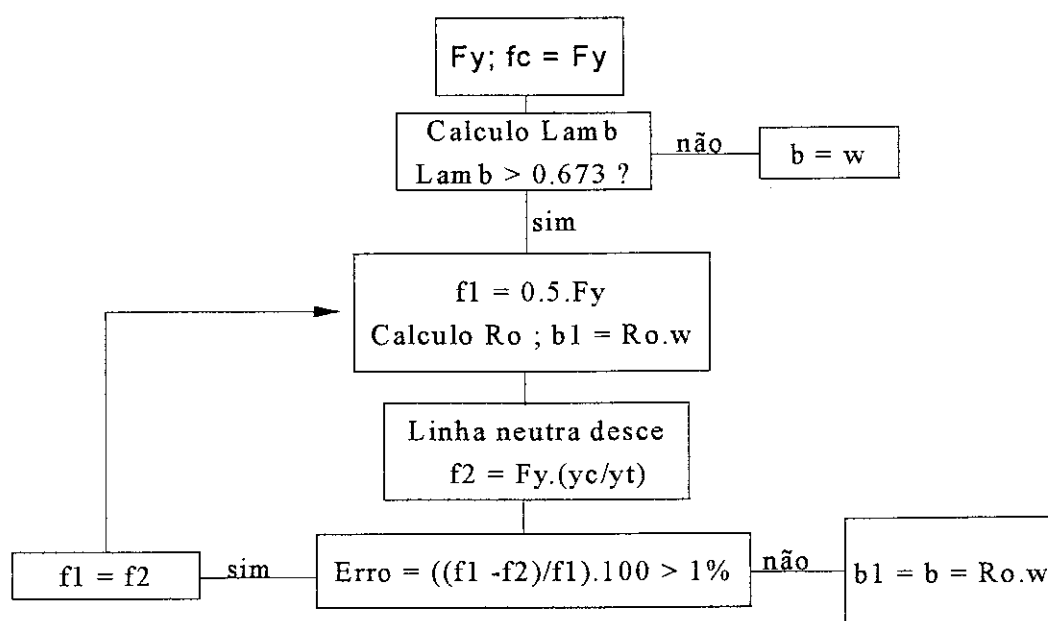 Fy; fc = Fy
Calculo Lamb
Lamb > 0.673 ?
não
b = w
sim
f1 = 0.5.Fy
Calculo Ro ; b1 = Ro.w
Linha neutra desce
f2 = Fy.(yc/yt)
f1 = f2
sim
Erro = ((f1 -f2)/f1).100 > 1%
não
b1 = b = Ro.w